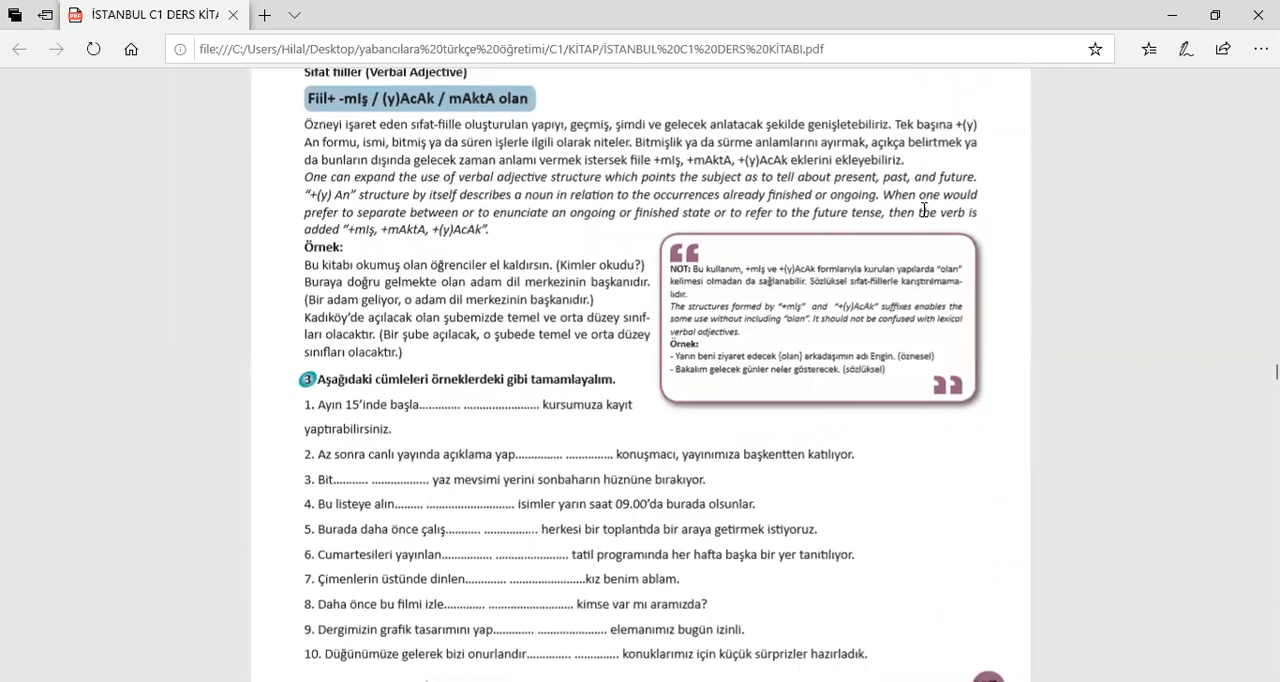 İSTANBUL C1 DERS KİTA
file:///C:/Users/Hilal/Desktop/yabancılara%20türkçe%20öğretimi/C1/KİTAP/İSTANBUL%20C1%20DERS%20KİTABI.pdf
Sıfat fiiller (Verbal Adjective)
Fiil+ -mIş / (y)AcAk / mAktA olan
Özneyi işaret eden sıfat-fiille oluşturulan yapıyı, geçmiş, şimdi ve gelecek anlatacak şekilde genişletebiliriz. Tek başına +(y)
An formu, ismi, bitmiş ya da süren işlerle ilgili olarak niteler. Bitmişlik ya da sürme anlamlarını ayırmak, açıkça belirtmek ya
da bunların dışında gelecek zaman anlamı vermek istersek fiile +mIş, +mAktA, +(y)AcAk eklerini ekleyebiliriz.
One can expand the use of verbal adjective structure which points the subject as to tell about present, past, and future.
"+(y) An" structure by itself describes a noun in relation to the occurrences already finished or ongoing. When one would
prefer to separate between or to enunciate an ongoing or finished state or to refer to the future tense, then the verb is
added "+mIş, +mAktA, +(y)AcAk".
Örnek:
Bu kitabı okumuş olan öğrenciler el kaldırsın. (Kimler okudu?)
Buraya doğru gelmekte olan adam dil merkezinin başkanıdır.
(Bir adam geliyor, o adam dil merkezinin başkanıdır.)
Kadıköy'de açılacak olan şubemizde temel ve orta düzey sınıf-
ları olacaktır. (Bir şube açılacak, o şubede temel ve orta düzey
sınıfları olacaktır.)
NOT: Bu kullanım, +mIş ve +(y)AcAk formlarıyla kurulan yapılarda "olan"
kelimesi olmadan da sağlanabilir. Sözlüksel sıfat-fiillerle karıştırılmama-
lıdır.
The structures formed by "+mIş" and "+(y)AcAk" suffixes enables the
same use without including "olan". It should not be confused with lexical
verbal adjectives.
Örnek:
- Yarın beni ziyaret edecek (olan) arkadaşımın adı Engin. (öznesel)
- Bakalım gelecek günler neler gösterecek. (sözlüksel)
3 Aşağıdaki cümleleri örneklerdeki gibi tamamlayalım.
1. Ayın 15'inde başla............ ...................... kursumuza kayıt
yaptırabilirsiniz.
2. Az sonra canlı yayında açıklama yap.............. .............. konuşmacı, yayınımıza başkentten katılıyor.
3. Bit.......... ................. yaz mevsimi yerini sonbaharın hüznüne bırakıyor.
4. Bu listeye alın........ .......................... isimler yarın saat 09.00'da burada olsunlar.
5. Burada daha önce çalış.......... ................ herkesi bir toplantıda bir araya getirmek istiyoruz.
6. Cumartesileri yayınlan............... ...................... tatil programında her hafta başka bir yer tanıtılıyor.
7. Çimenlerin üstünde dinlen............ .......................kız benim ablam.
8. Daha önce bu filmi izle............ .......................... kimse var mı aramızda?
9. Dergimizin grafik tasarımını yap............ ..................... elemanımız bugün izinli.
10. Düğünümüze gelerek bizi onurlandır............. ............. konuklarımız için küçük sürprizler hazırladık.